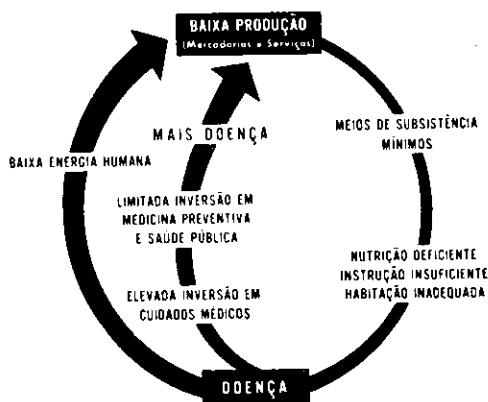 BAIXA PRODUÇÃO
(Mercadorias e Serviços)
MEIOS DE SUBSISTÊNCIA
MÍNIMOS
NUTRIÇÃO DEFICIENTE
INSTRUÇÃO INSUFICIENTE
HABITAÇÃO INADEQUADA
DOENÇA
ELEVADA INVERSÃO EM
CUIDADOS MÉDICOS
LIMITADA INVERSÃO EM
MEDICINA PREVENTIVA
E SAÚDE PÚBLICA
MAIS DOENÇA
BAIXA ENERGIA HUMANA